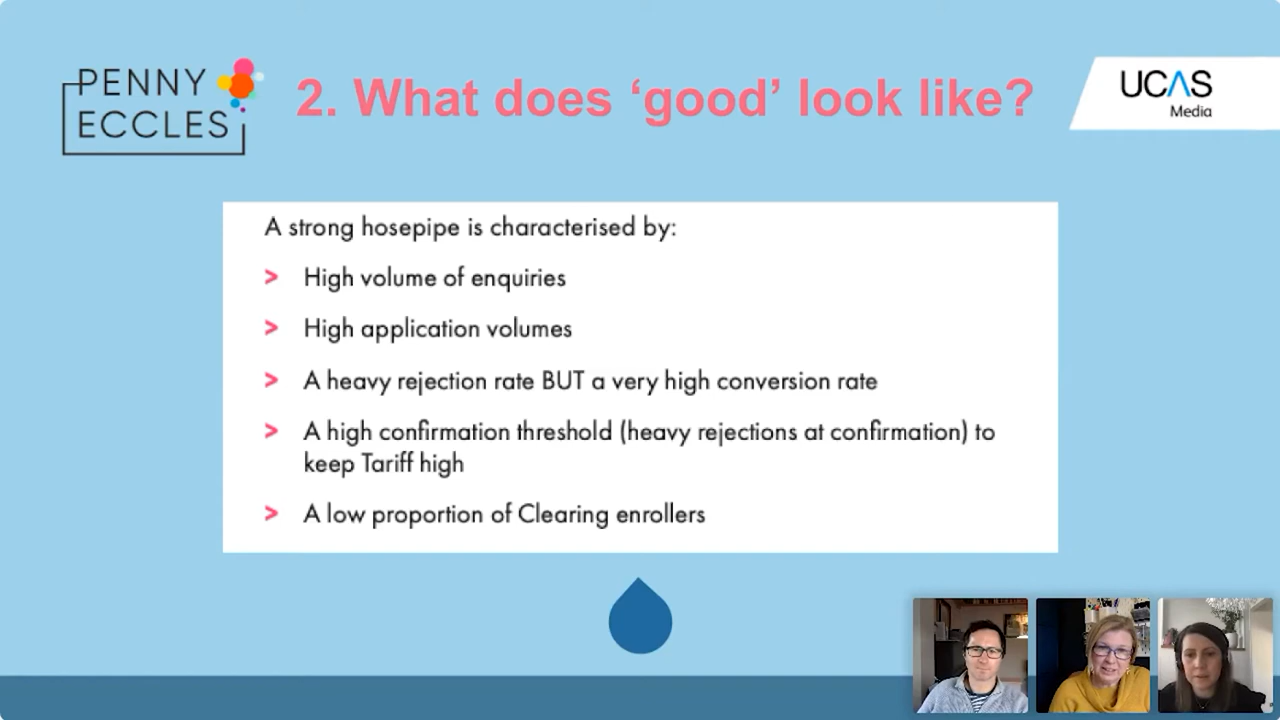 PENNY
ECCLES
2. What does ‘good’ look like?
UCAS
Media
A strong hosepipe is characterised by:
> High volume of enquiries
> High application volumes
> A heavy rejection rate BUT a very high conversion rate
> A high confirmation threshold (heavy rejections at confirmation) to
keep Tariff high
> A low proportion of Clearing enrollers